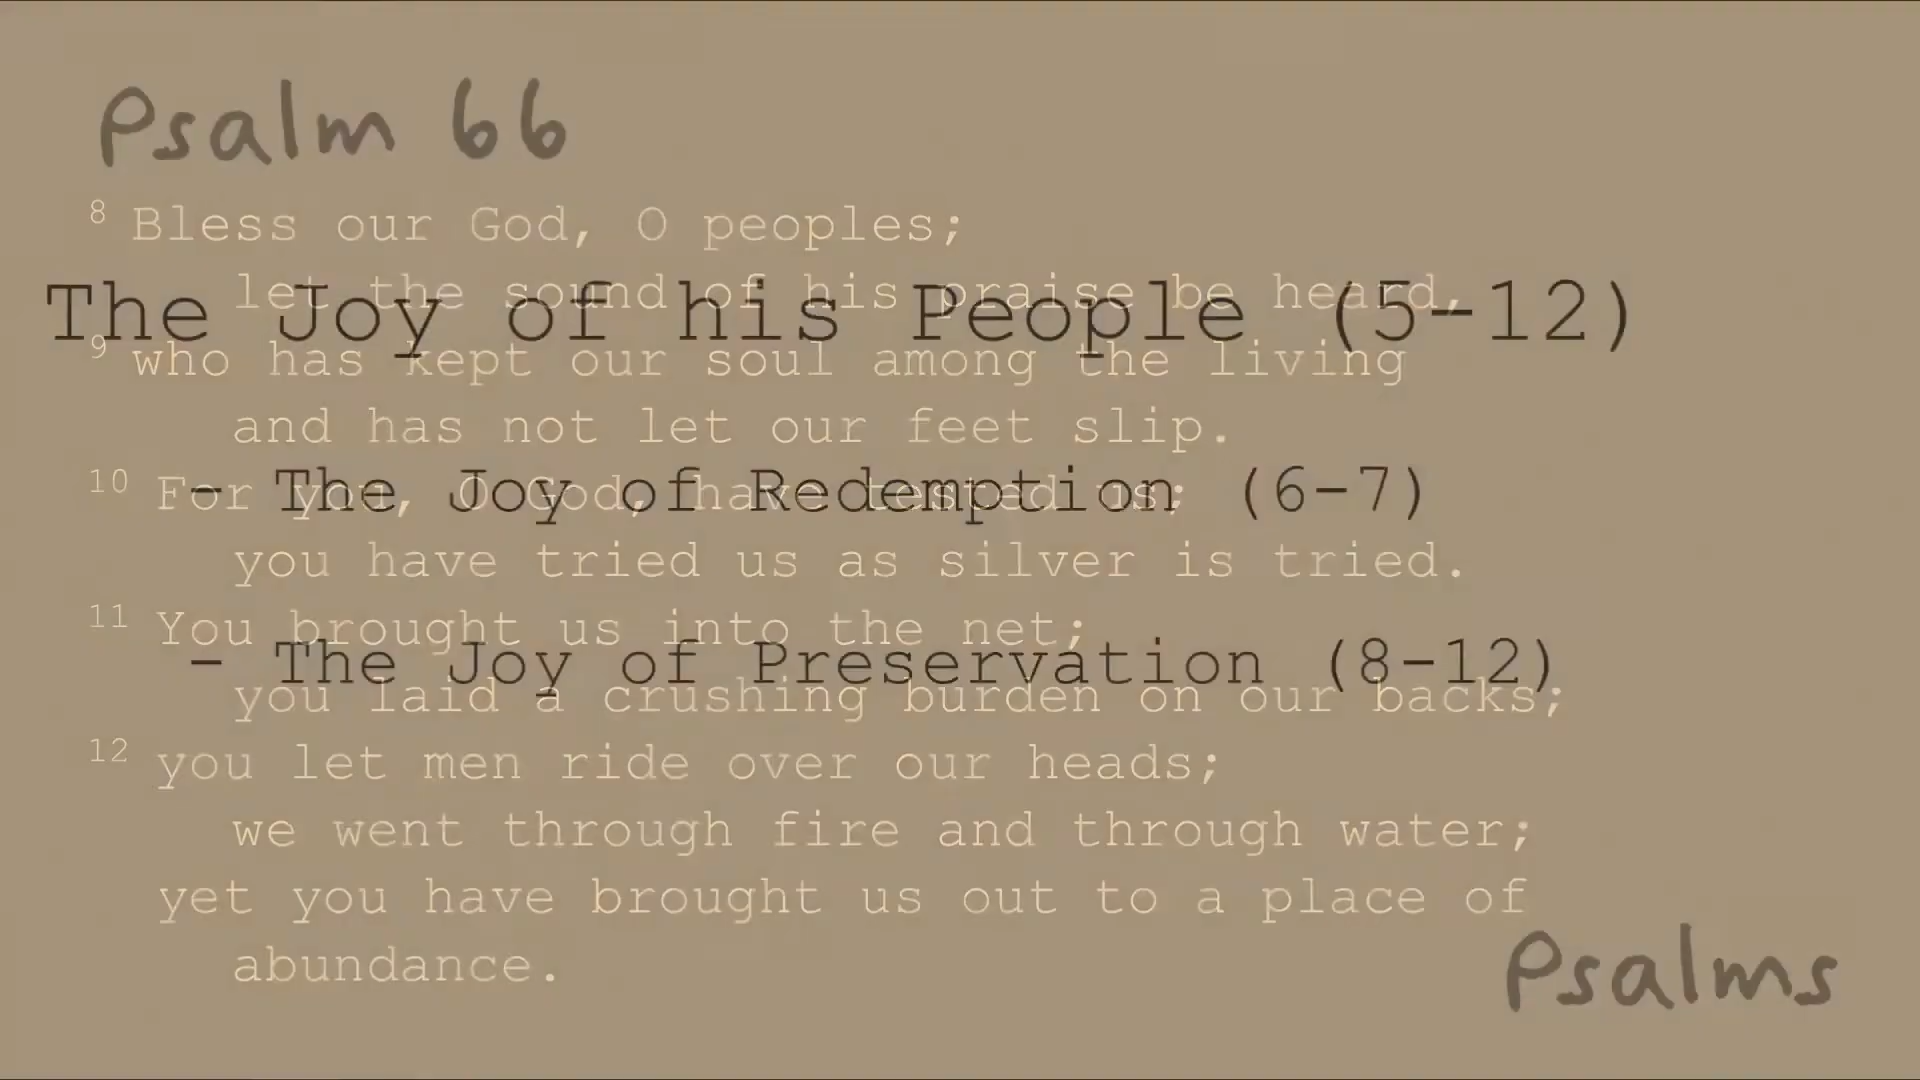 Psalm 66
8 Bless our God, O peoples;
let the sound of his praise be heard,
The Joy of his People (5-12)
9 who has kept our soul among the living
and has not let our feet slip.
10 For you, O God, have tested us;
- The Joy of Redemption (6-7)
you have tried us as silver is tried.
11 You brought us into the net;
- The Joy of Preservation (8-12)
you laid a crushing burden on our backs;
12 you let men ride over our heads;
we went through fire and through water;
yet you have brought us out to a place of
abundance.
Psalms